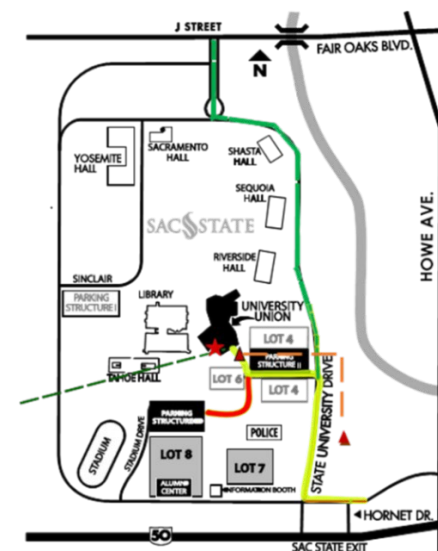 J STREET
FAIR OAKS BLVD.
N
YOSEMITE
HALL
SACRAMENTO
HALL
SHASTA
HALL
SEQUOIA
HALL
SAC STATE
HOWE AVE.
RIVERSIDE
HALL
SINCLAIR
PARKING
STRUCTURE I
LIBRARY
UNIVERSITY
UNION
LOT 4
PARKING
STRUCTURE II
TAHOE HALL
LOT 6
LOT 4
STATE UNIVERSITY DRIVE
PARKING
STRUCTURE III
STADIUM
STADIUM DRIVE
POLICE
LOT 8
LOT 7
ALUMNI
CENTER
INFORMATION BOOTH
HORNET DR.
50
SAC STATE EXIT